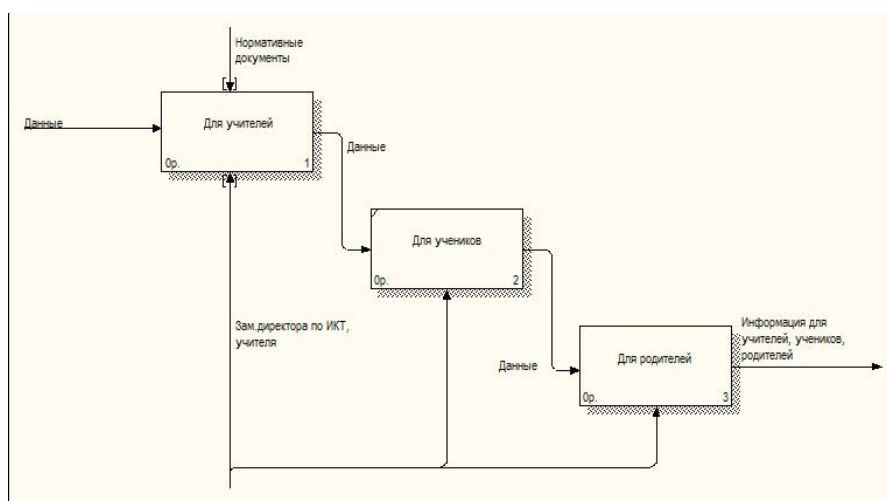 Нормативные
документы
Данные
Для учителей
0р.
1
Данные
Для учеников
0р.
2
Зам.директора по ИКТ,
учителя
Данные
Для родителей
0р.
3
Информация для
учителей, учеников,
родителей